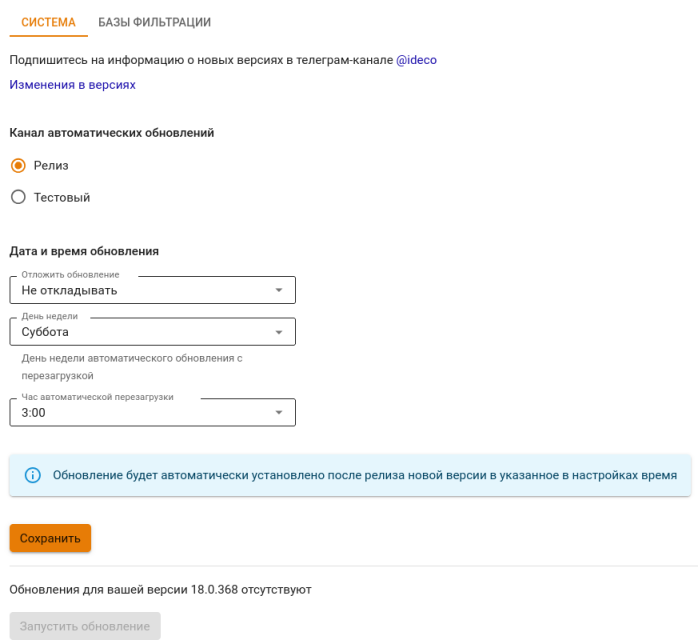 СИСТЕМА БАЗЫ ФИЛЬТРАЦИИ
Подпишитесь на информацию о новых версиях в телеграм-канале @ideco
Изменения в версиях
Канал автоматических обновлений
Релиз
Тестовый
Дата и время обновления
Отложить обновление
Не откладывать
День недели
Суббота
День недели автоматического обновления с
перезагрузкой
Час автоматической перезагрузки
3:00
Обновление будет автоматически установлено после релиза новой версии в указанное в настройках время
Сохранить
Обновления для вашей версии 18.0.368 отсутствуют
Запустить обновление